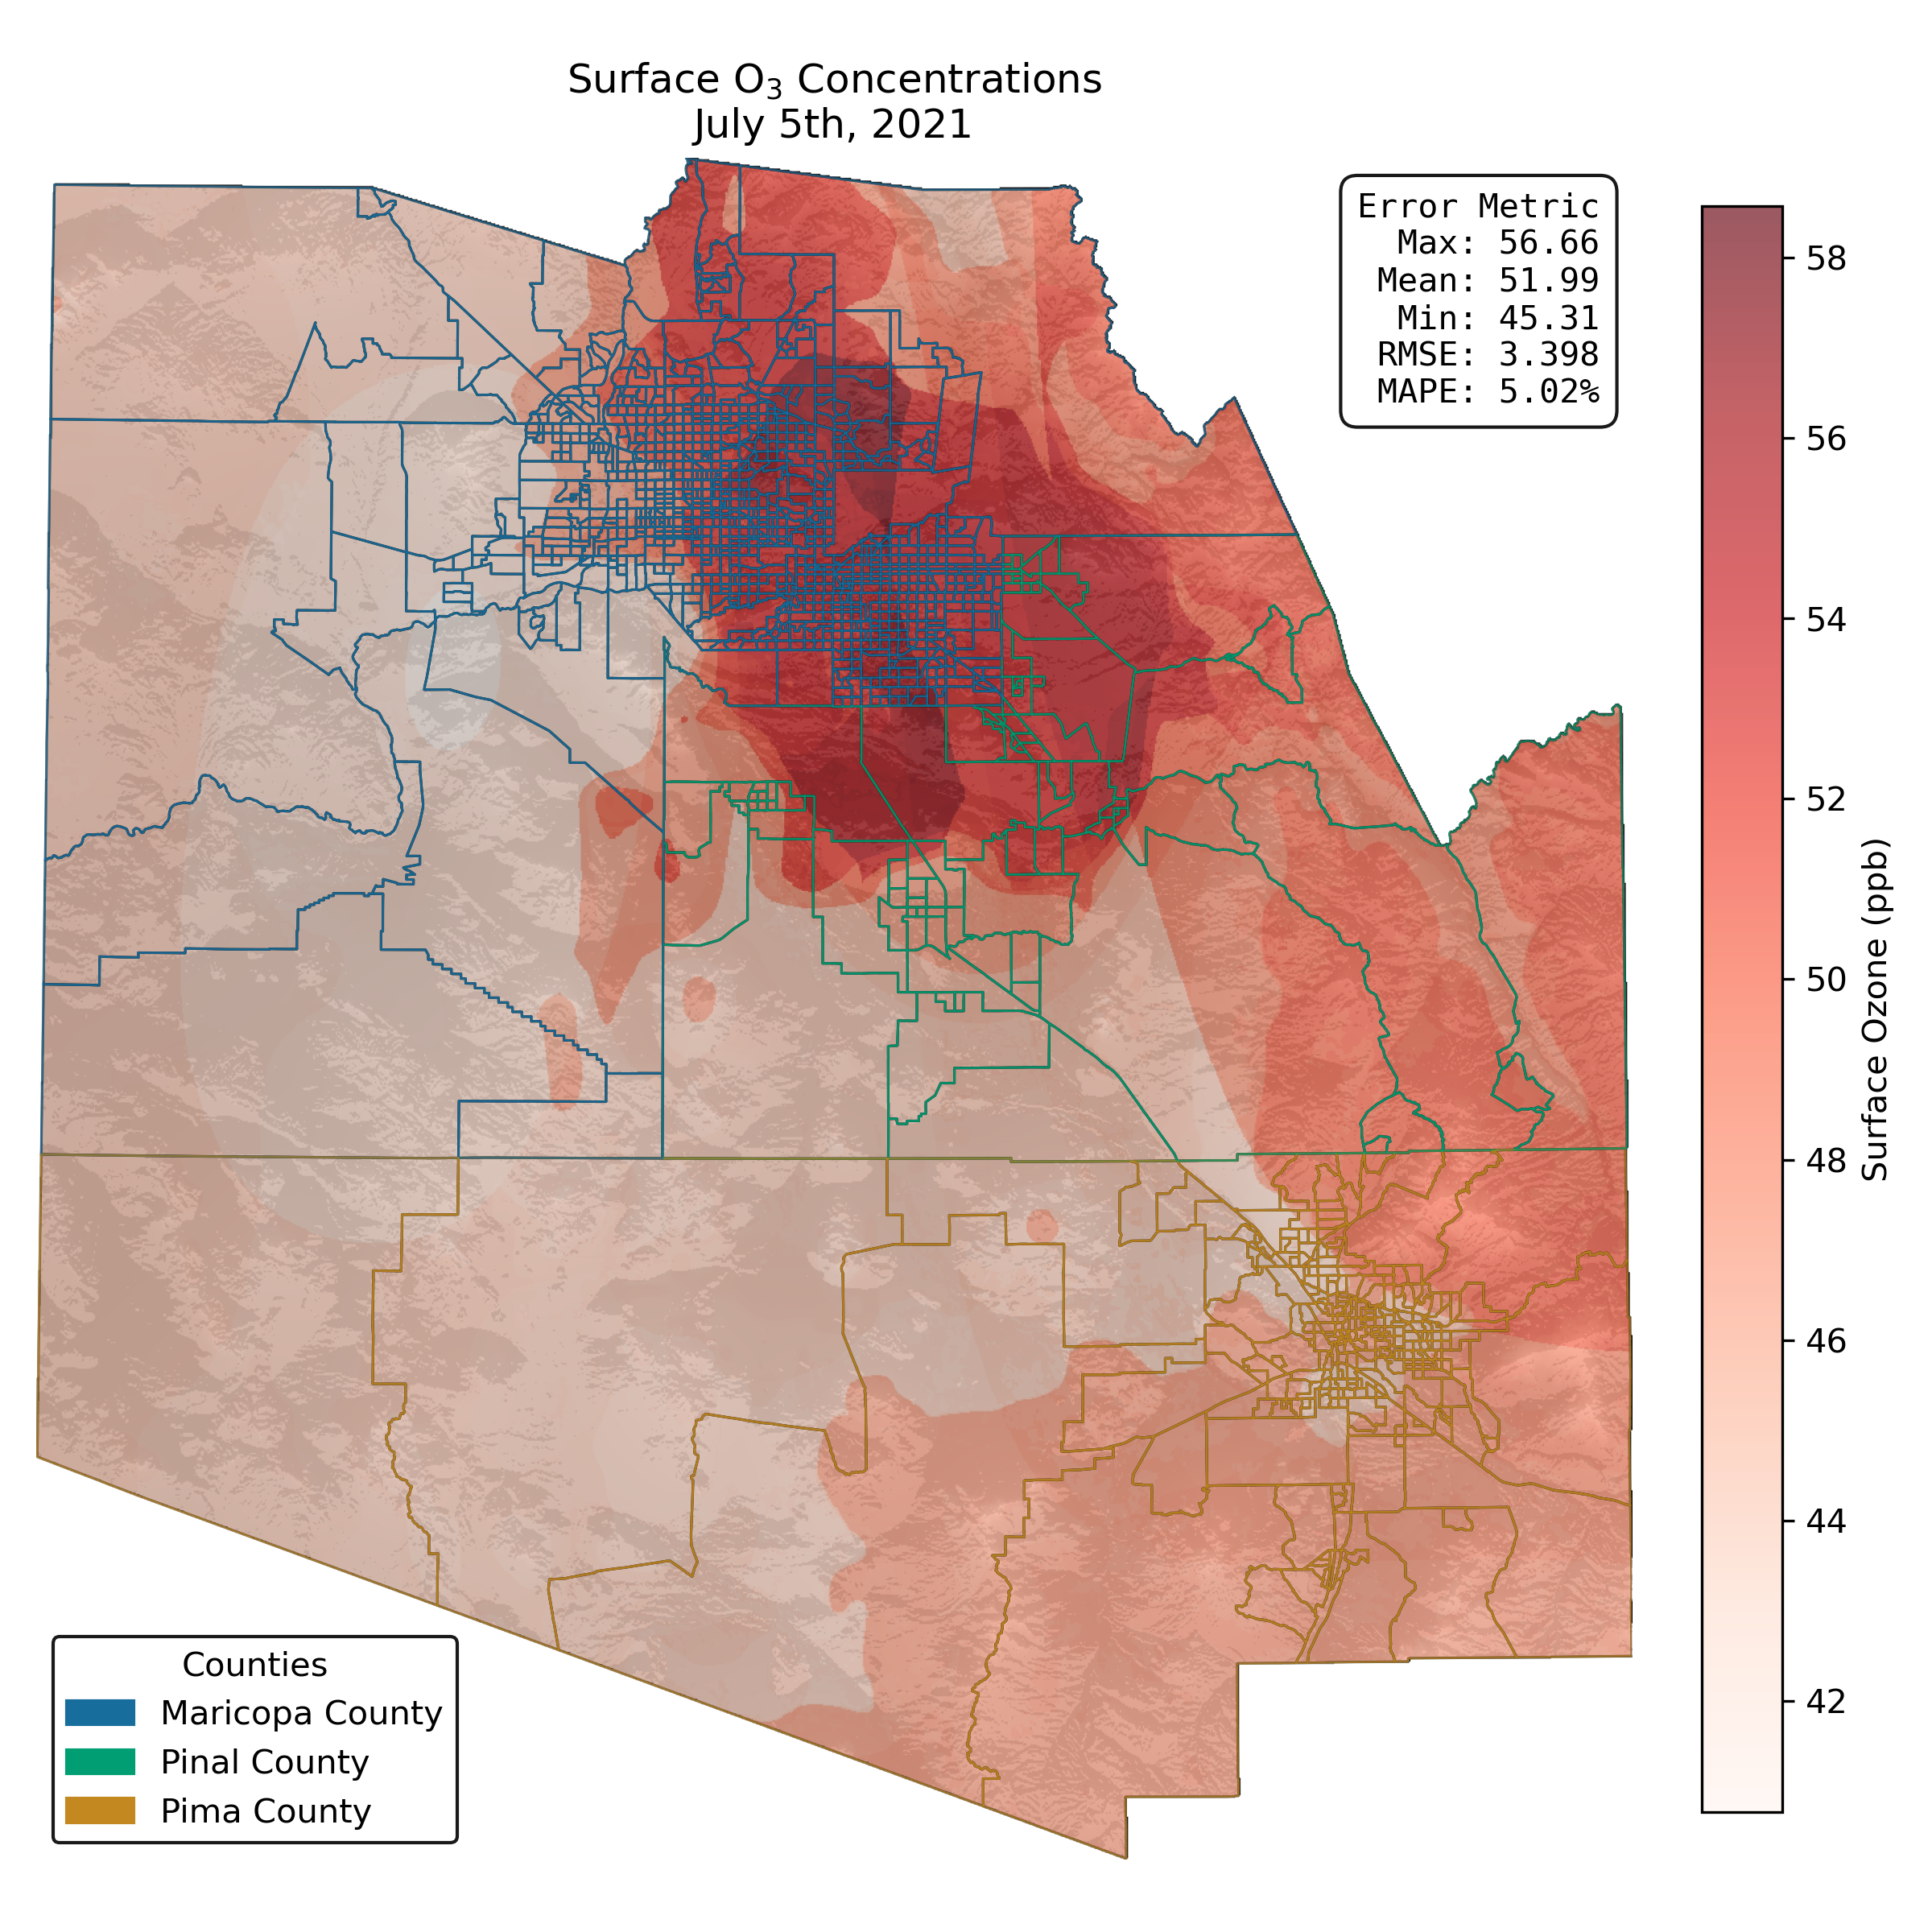 Surface O₃ Concentrations
July 5th, 2021
Error Metric
Max: 56.66
Mean: 51.99
Min: 45.31
RMSE: 3.398
MAPE: 5.02%
58
56
54
52
50
48
46
44
42
Surface Ozone (ppb)
Counties
Maricopa County
Pinal County
Pima County